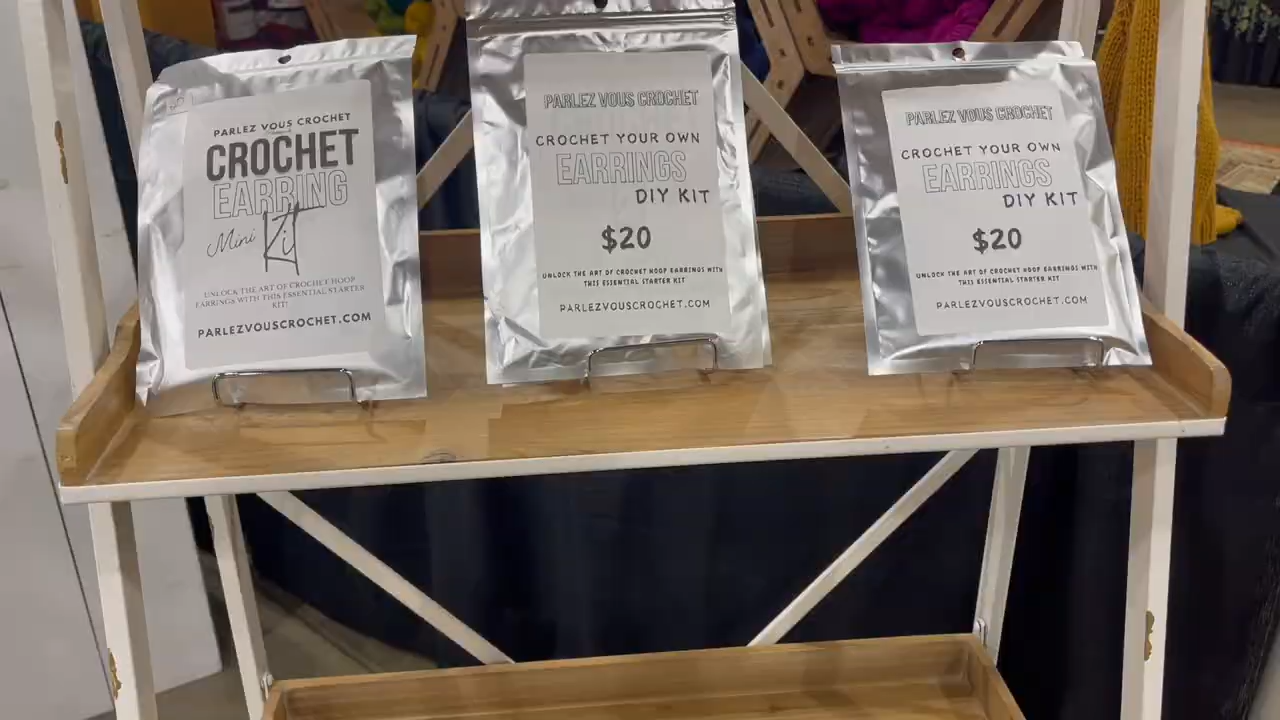 PARLEZ VOUS CROCHET
CROCHET
EARRING
Mini Kit
UNLOCK THE ART OF CROCHET HOOP
EARRINGS WITH THIS ESSENTIAL STARTER
KIT
PARLEZVOUSCROCHET.COM
PARLEZ VOUS CROCHET
CROCHET YOUR OWN
EARRINGS
DIY KIT
$20
UNLOCK THE ART OF CROCHET HOOP EARRINGS WITH
THIS ESSENTIAL STARTER KIT
PARLEZVOUSCROCHET.COM
PARLEZ VOUS CROCHET
CROCHET YOUR OWN
EARRINGS
DIY KIT
$20
UNLOCK THE ART OF CROCHET HOOP EARRINGS WITH
THIS ESSENTIAL STARTER KIT
PARLEZVOUSCROCHET.COM